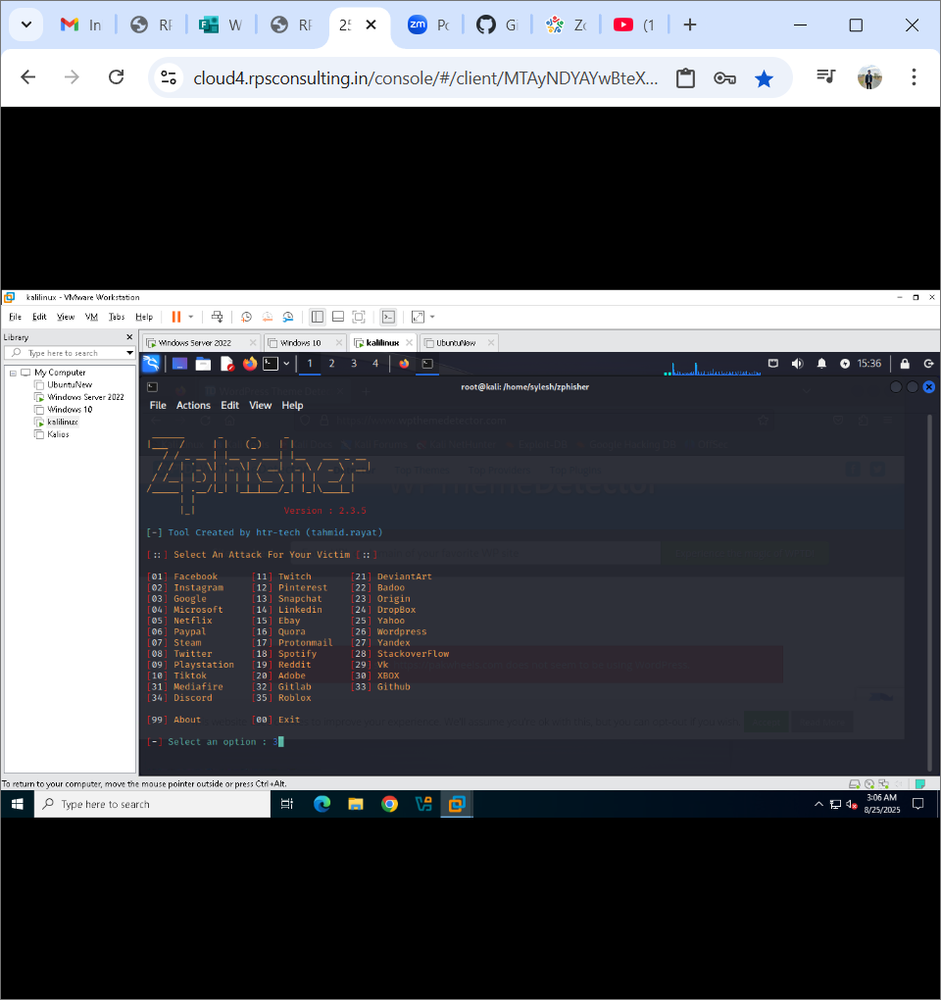 In
RF
W
RF
25
Po
Gi
Zo
(1
cloud4.rpsconsulting.in/console/#/client/MTAyNDYAYwBteX...
kalilinux - VMware Workstation
File Edit View VM Tabs Help
Library
Type here to search
My Computer
UbuntuNew
Windows Server 2022
Windows 10
kalilinux
Kalios
Windows Server 2022
Windows 10
kalilinux
UbuntuNew
1 2 3 4
15:36
root@kali: /home/sylesh/zphisher
File Actions Edit View Help
Zphisher
Version : 2.3.5
[-] Tool Created by htr-tech (tahmid.rayat)
[::] Select An Attack For Your Victim [::]
[01] Facebook [11] Twitch [21] DeviantArt
[02] Instagram [12] Pinterest [22] Badoo
[03] Google [13] Snapchat [23] Origin
[04] Microsoft [14] Linkedin [24] DropBox
[05] Netflix [15] Ebay [25] Yahoo
[06] Paypal [16] Quora [26] Wordpress
[07] Steam [17] Protonmail [27] Yandex
[08] Twitter [18] Spotify [28] StackoverFlow
[09] Playstation [19] Reddit [29] Vk
[10] Tiktok [20] Adobe [30] XBOX
[31] Mediafire [32] Gitlab [33] Github
[34] Discord [35] Roblox
[99] About [00] Exit
[-] Select an option : 3
To return to your computer, move the mouse pointer outside or press Ctrl+Alt.
Type here to search
3:06 AM
8/25/2025